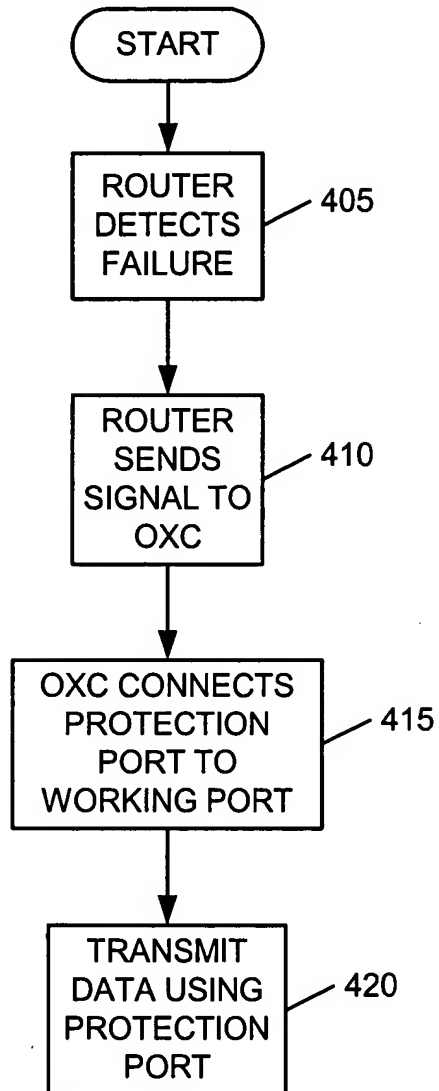 START
ROUTER
DETECTS
FAILURE
405
ROUTER
SENDS
SIGNAL TO
OXC
410
OXC CONNECTS
PROTECTION
PORT TO
WORKING PORT
415
TRANSMIT
DATA USING
PROTECTION
PORT
420